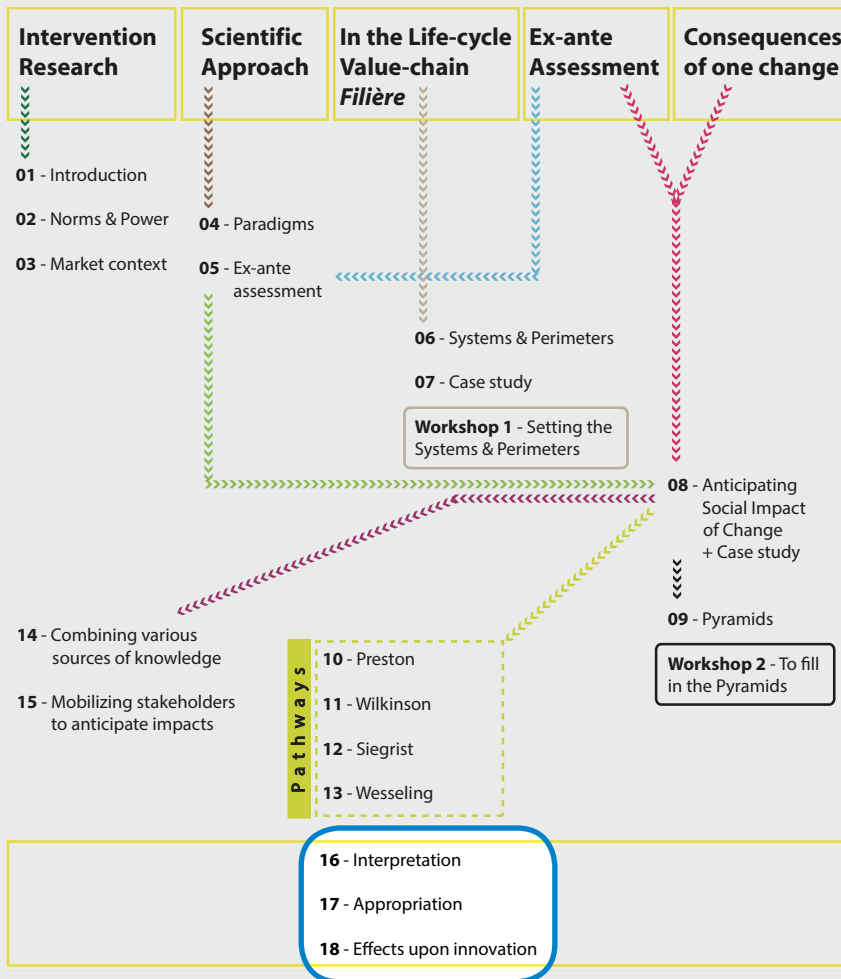 Intervention
Research
Scientific
Approach
In the Life-cycle
Value-chain
Filière
Ex-ante
Assessment
Consequences
of one change
01 - Introduction
02 - Norms & Power
03 - Market context
04 - Paradigms
05 - Ex-ante
assessment
06 - Systems & Perimeters
07 - Case study
Workshop 1 - Setting the
Systems & Perimeters
08 - Anticipating
Social Impact
of Change
+ Case study
09 - Pyramids
Workshop 2 - To fill
in the Pyramids
14 - Combining various
sources of knowledge
15 - Mobilizing stakeholders
to anticipate impacts
Pathways
10 - Preston
11 - Wilkinson
12 - Siegrist
13 - Wesseling
16 - Interpretation
17 - Appropriation
18 - Effects upon innovation